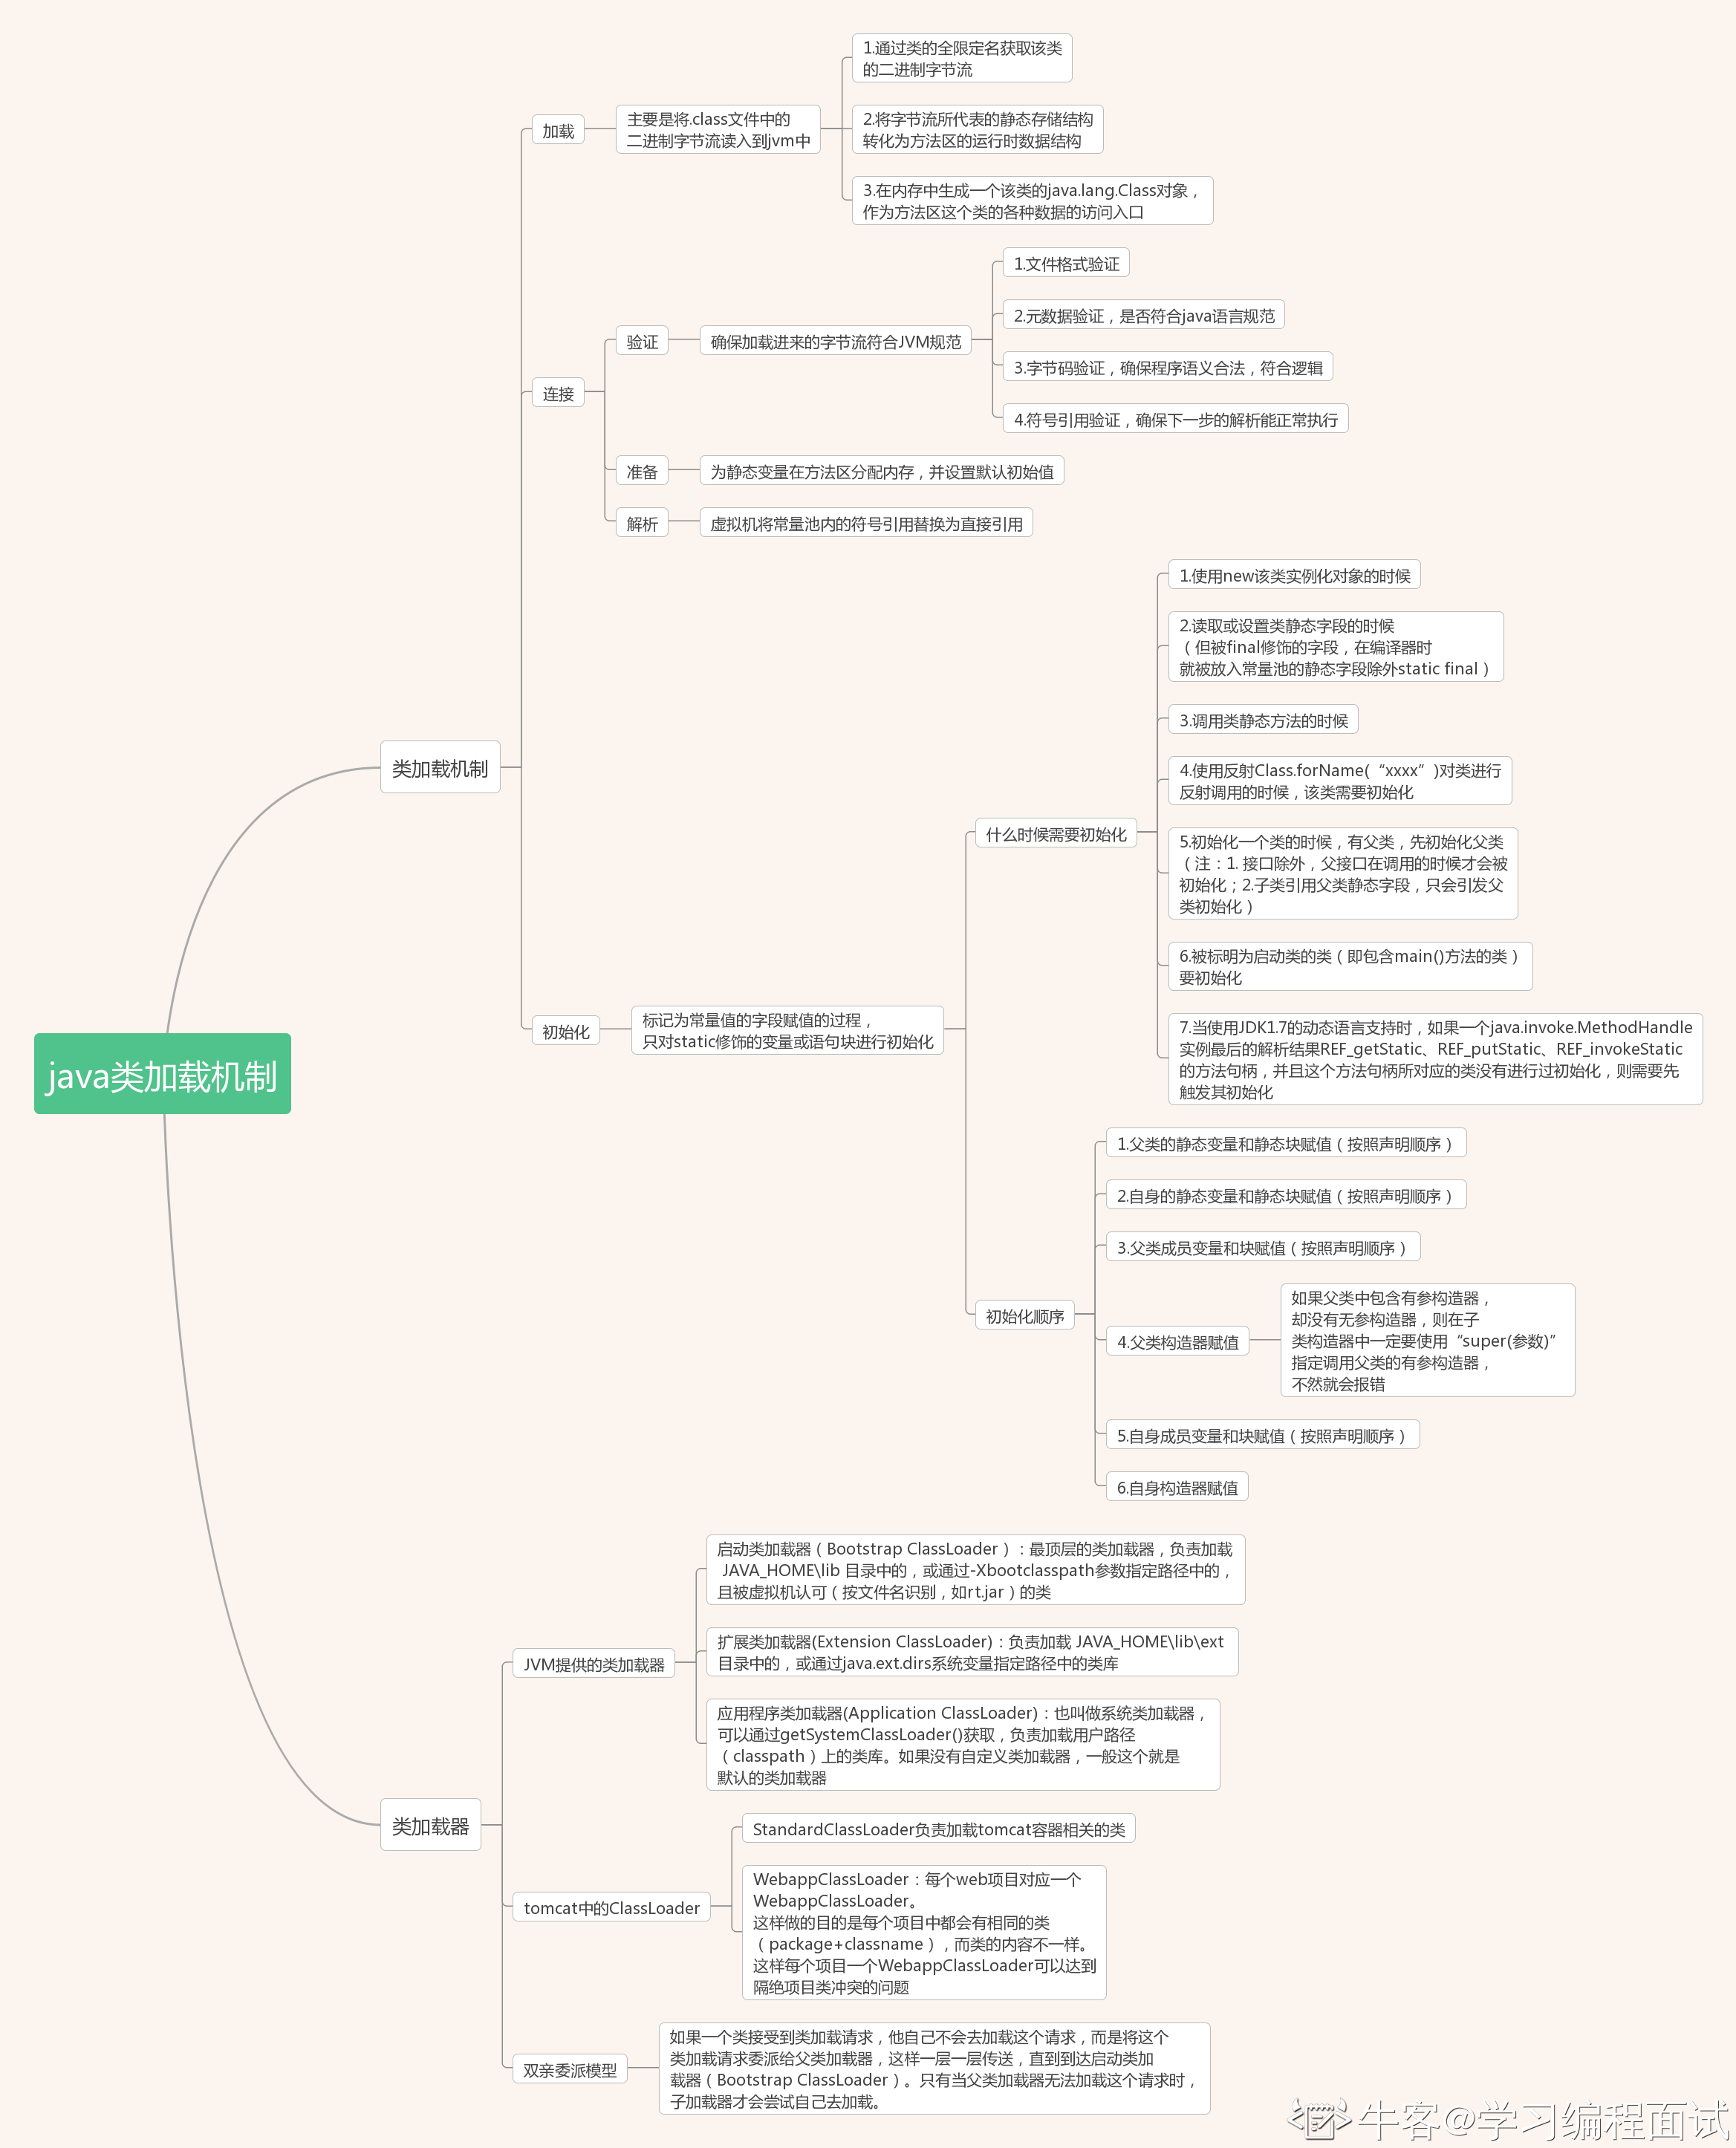 java类加载机制
类加载机制
加载
主要是将.class文件中的
二进制字节流读入到jvm中
1.通过类的全限定名获取该类
的二进制字节流
2.将字节流所代表的静态存储结构
转化为方法区的运行时数据结构
3.在内存中生成一个该类的java.lang.Class对象，
作为方法区这个类的各种数据的访问入口
连接
验证
确保加载进来的字节流符合JVM规范
1.文件格式验证
2.元数据验证，是否符合java语言规范
3.字节码验证，确保程序语义合法，符合逻辑
4.符号引用验证，确保下一步的解析能正常执行
准备
为静态变量在方法区分配内存，并设置默认初始值
解析
虚拟机将常量池内的符号引用替换为直接引用
初始化
标记为常量值的字段赋值的过程，
只对static修饰的变量或语句块进行初始化
什么时候需要初始化
1.使用new该类实例化对象的时候
2.读取或设置类静态字段的时候
（但被final修饰的字段，在编译器时
就被放入常量池的静态字段除外static final）
3.调用类静态方法的时候
4.使用反射Class.forName(“xxxx”)对类进行
反射调用的时候，该类需要初始化
5.初始化一个类的时候，有父类，先初始化父类
（注：1. 接口除外，父接口在调用的时候才会被
初始化；2.子类引用父类静态字段，只会引发父
类初始化）
6.被标明为启动类的类（即包含main()方法的类）
要初始化
7.当使用JDK1.7的动态语言支持时，如果一个java.invoke.MethodHandle
实例最后的解析结果REF_getStatic、REF_putStatic、REF_invokeStatic
的方法句柄，并且这个方法句柄所对应的类没有进行过初始化，则需要先
触发其初始化
初始化顺序
1.父类的静态变量和静态块赋值（按照声明顺序）
2.自身的静态变量和静态块赋值（按照声明顺序）
3.父类成员变量和块赋值（按照声明顺序）
4.父类构造器赋值
如果父类中包含有参构造器，
却没有无参构造器，则在子
类构造器中一定要使用“super(参数)”
指定调用父类的有参构造器，
不然就会报错
5.自身成员变量和块赋值（按照声明顺序）
6.自身构造器赋值
类加载器
JVM提供的类加载器
启动类加载器（Bootstrap ClassLoader）：最顶层的类加载器，负责加载
JAVA_HOME\lib 目录中的，或通过-Xbootclasspath参数指定路径中的，
且被虚拟机认可（按文件名识别，如rt.jar）的类
扩展类加载器(Extension ClassLoader)：负责加载 JAVA_HOME\lib\ext
目录中的，或通过java.ext.dirs系统变量指定路径中的类库
应用程序类加载器(Application ClassLoader)：也叫做系统类加载器，
可以通过getSystemClassLoader()获取，负责加载用户路径
（classpath）上的类库。如果没有自定义类加载器，一般这个就是
默认的类加载器
tomcat中的ClassLoader
StandardClassLoader负责加载tomcat容器相关的类
WebappClassLoader：每个web项目对应一个
WebappClassLoader。
这样做的目的是每个项目中都会有相同的类
（package+classname），而类的内容不一样。
这样每个项目一个WebappClassLoader可以达到
隔绝项目类冲突的问题
双亲委派模型
如果一个类接受到类加载请求，他自己不会去加载这个请求，而是将这个
类加载请求委派给父类加载器，这样一层一层传送，直到到达启动类加
载器（Bootstrap ClassLoader）。只有当父类加载器无法加载这个请求时，
子加载器才会尝试自己去加载。
牛客@学习编程面试